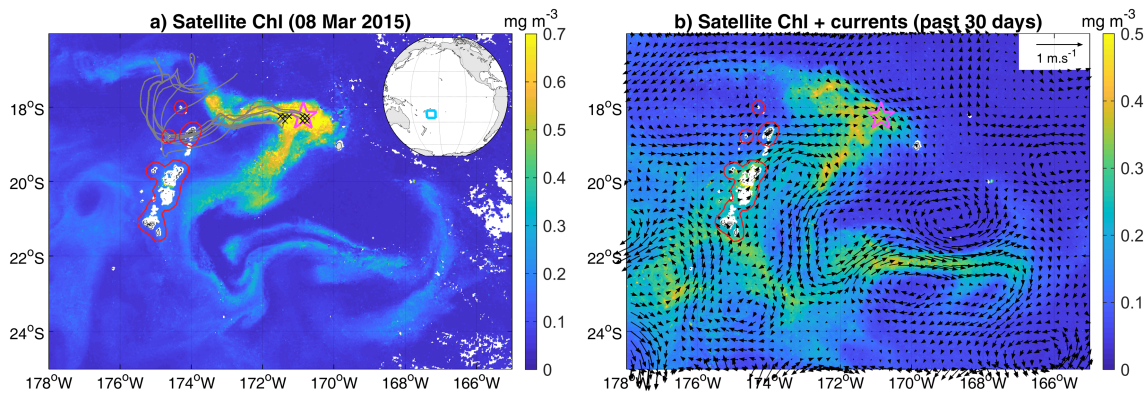 a) Satellite Chl (08 Mar 2015)
mg m-3
0.7
0.6
0.5
0.4
0.3
0.2
0.1
0
18°S
20°S
22°S
24°S
178°W 176°W 174°W 172°W 170°W 168°W 166°W
b) Satellite Chl + currents (past 30 days)
mg m-3
1 m.s-1
0.5
0.4
0.3
0.2
0.1
0
18°S
20°S
22°S
24°S
178°W 176°W 174°W 172°W 170°W 168°W 166°W